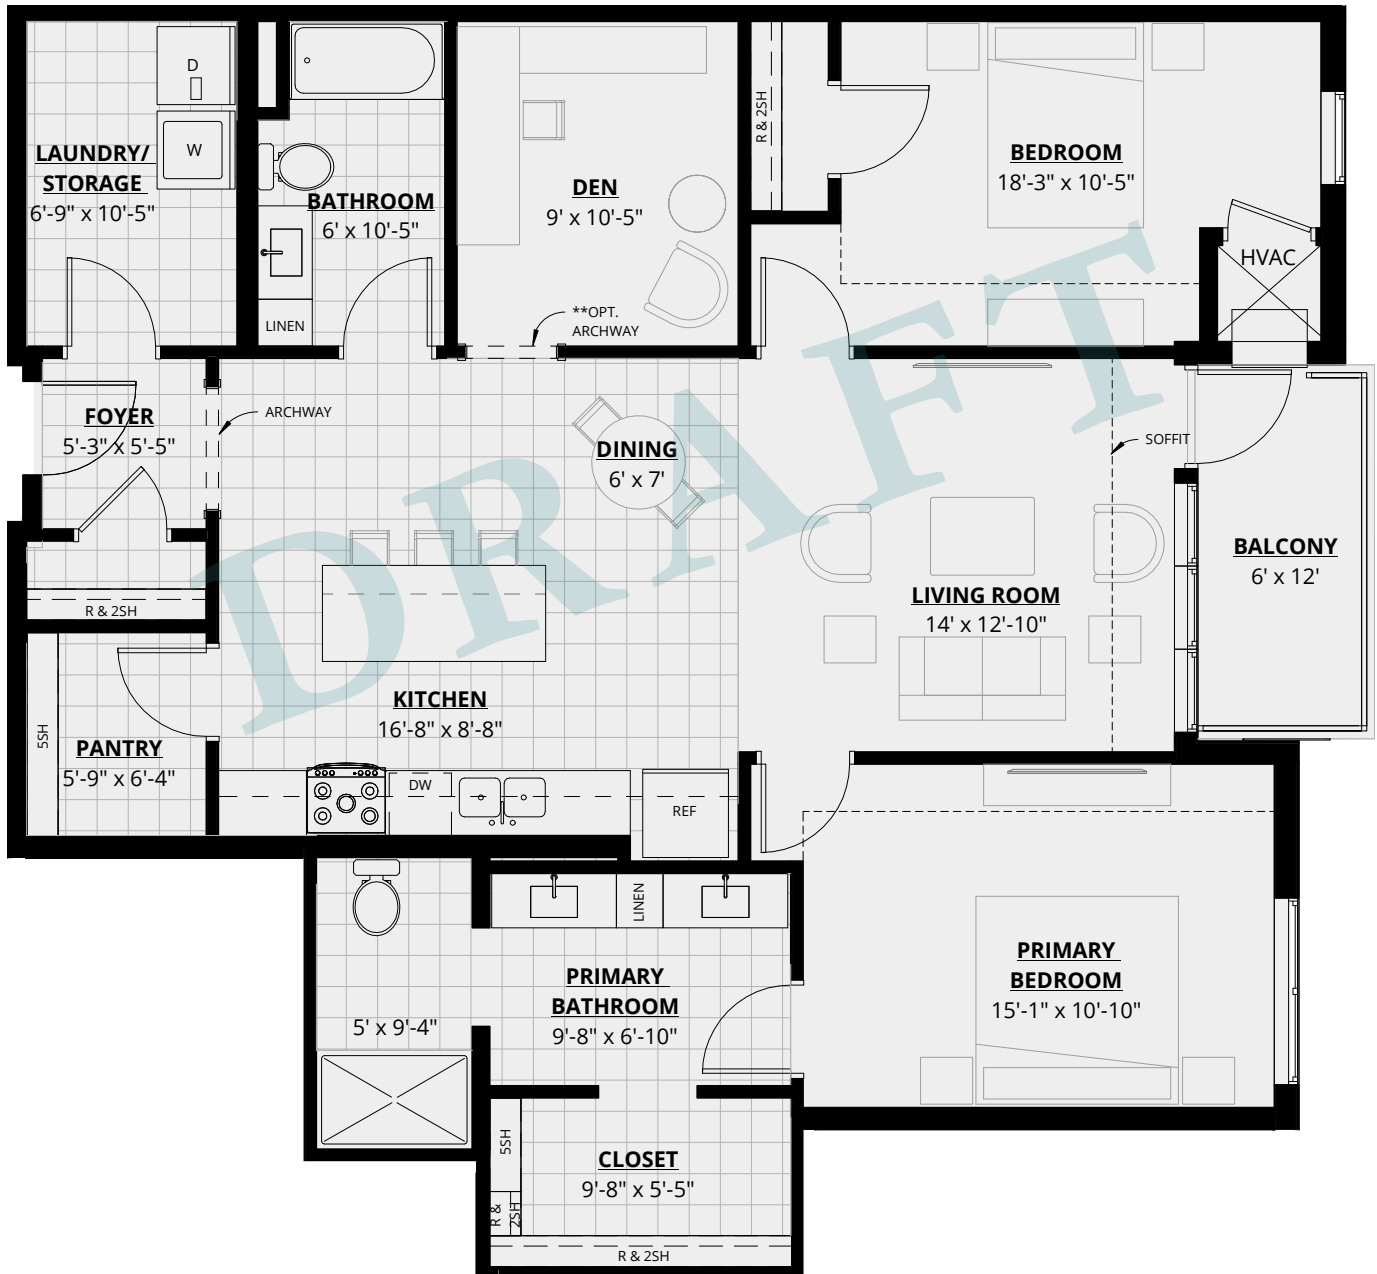 D
W
LAUNDRY/
STORAGE
6'-9" x 10'-5"
BATHROOM
6' x 10'-5"
LINEN
DEN
9' x 10'-5"
**OPT.
ARCHWAY
R & 2SH
BEDROOM
18'-3" x 10'-5"
HVAC
FOYER
5'-3" x 5'-5"
ARCHWAY
R & 2SH
DINING
6' x 7'
SOFFIT
LIVING ROOM
14' x 12'-10"
BALCONY
6' x 12'
KITCHEN
16'-8" x 8'-8"
5SH
PANTRY
5'-9" x 6'-4"
DW
REF
LINEN
PRIMARY
BATHROOM
9'-8" x 6'-10"
5' x 9'-4"
PRIMARY
BEDROOM
15'-1" x 10'-10"
5SH
CLOSET
9'-8" x 5'-5"
R &
2SH
R & 2SH
DRAFT